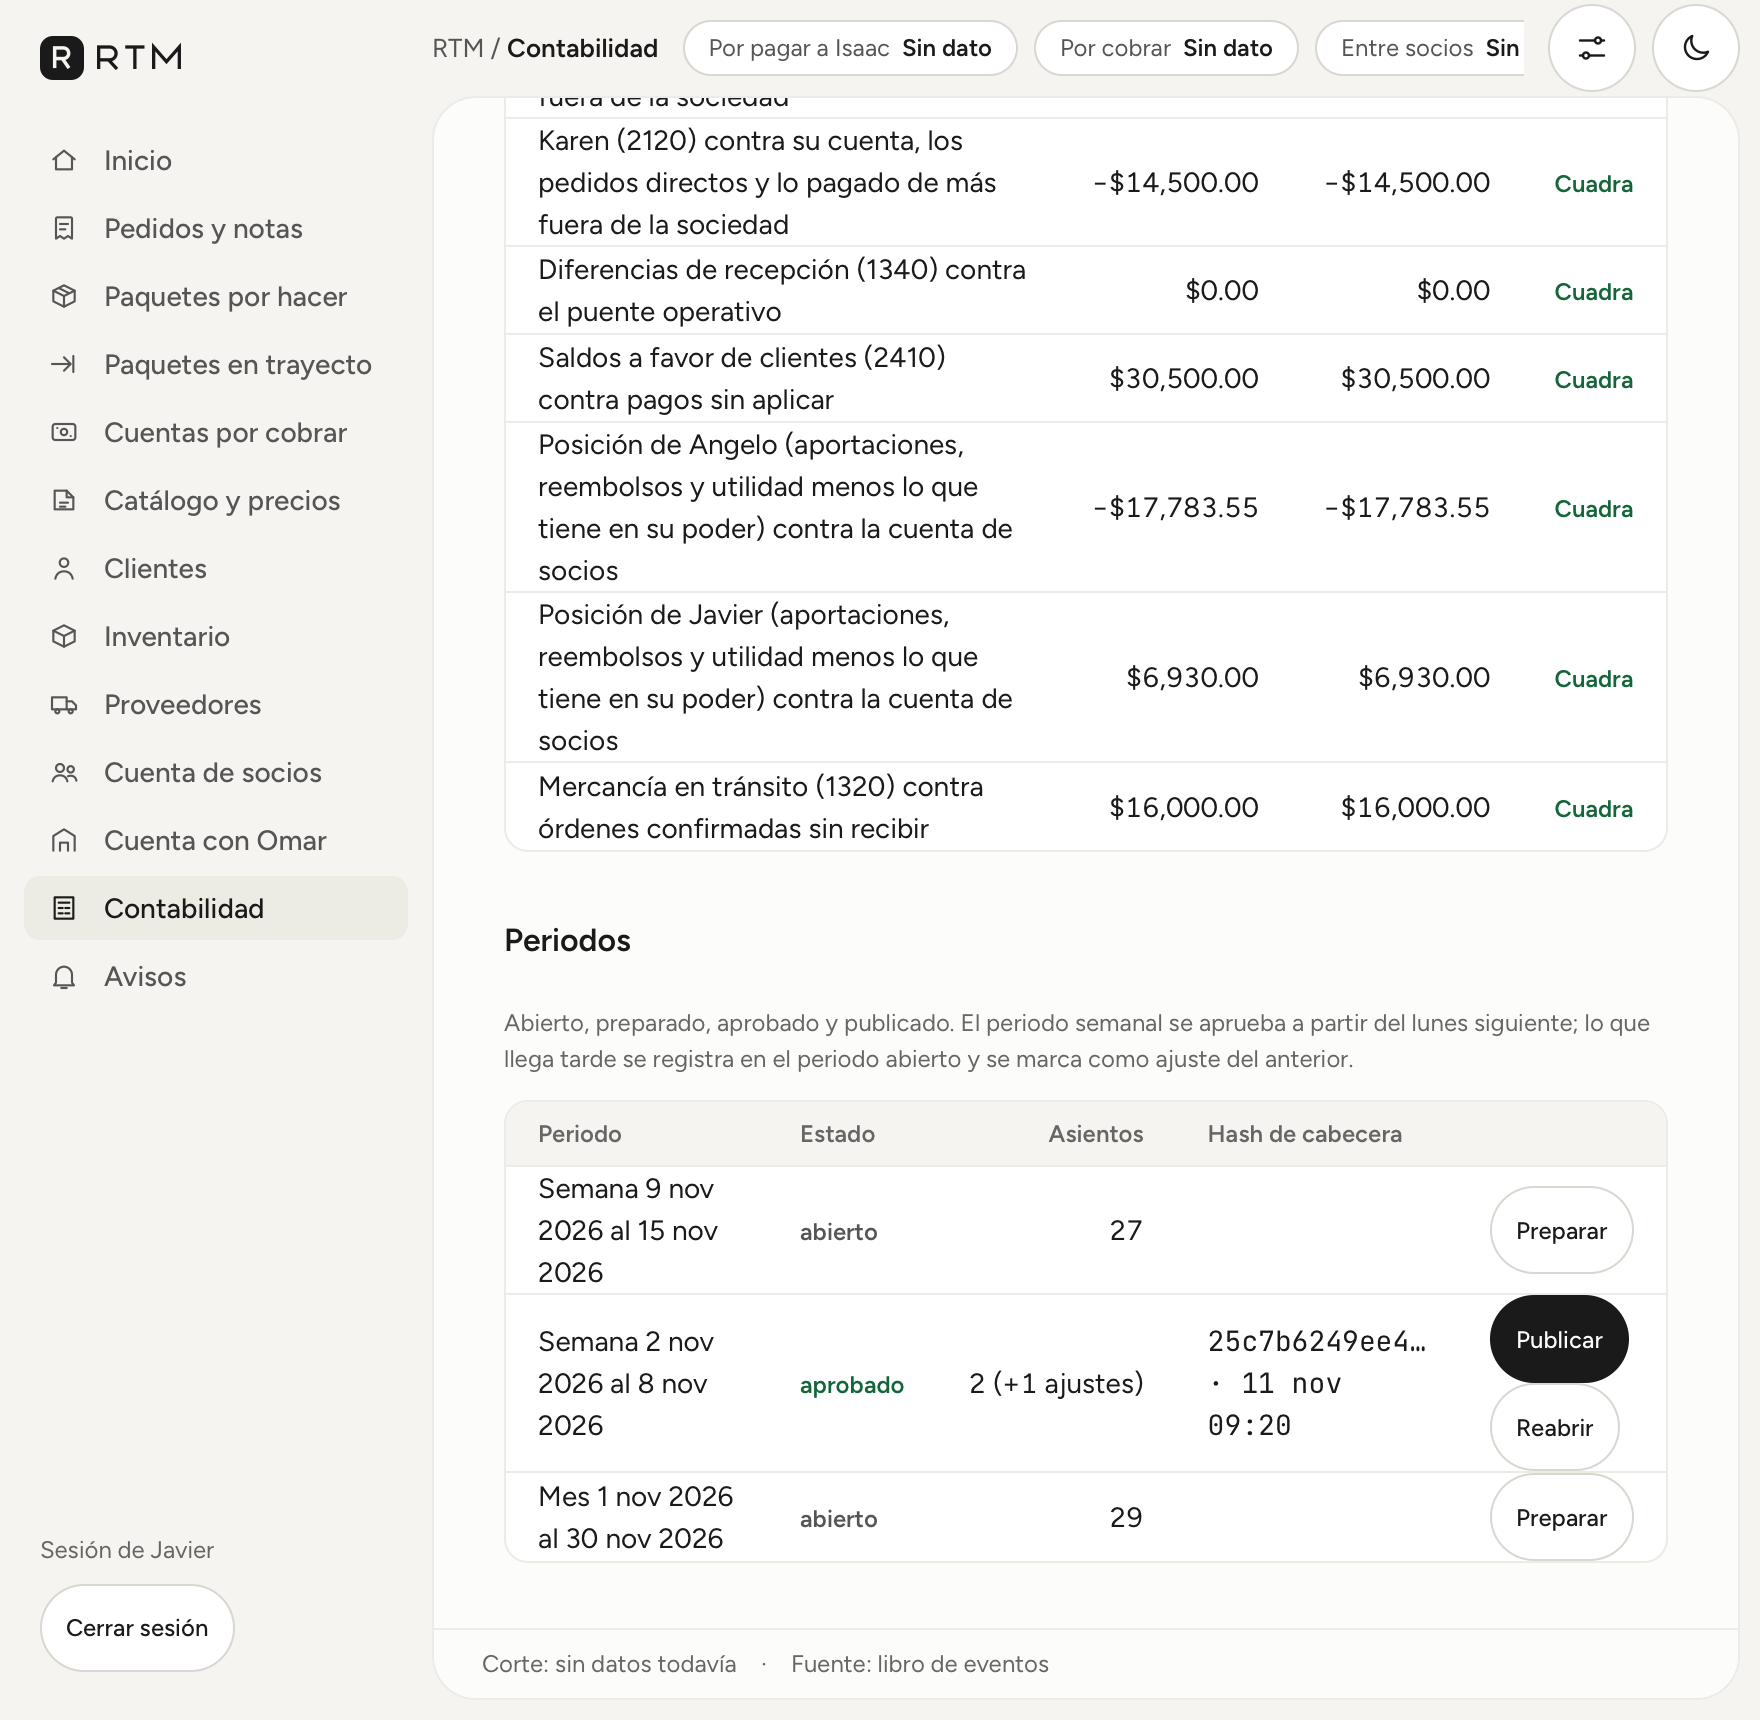 R RTM
RTM / Contabilidad
Por pagar a Isaac Sin dato
Por cobrar Sin dato
Entre socios Sin
Inicio
Pedidos y notas
Paquetes por hacer
Paquetes en trayecto
Cuentas por cobrar
Catálogo y precios
Clientes
Inventario
Proveedores
Cuenta de socios
Cuenta con Omar
Contabilidad
Avisos
Sesión de Javier
Cerrar sesión
fuera de la sociedad
Karen (2120) contra su cuenta, los
pedidos directos y lo pagado de más
fuera de la sociedad
-$14,500.00 -$14,500.00 Cuadra
Diferencias de recepción (1340) contra
el puente operativo
$0.00 $0.00 Cuadra
Saldos a favor de clientes (2410)
contra pagos sin aplicar
$30,500.00 $30,500.00 Cuadra
Posición de Angelo (aportaciones,
reembolsos y utilidad menos lo que
tiene en su poder) contra la cuenta de
socios
-$17,783.55 -$17,783.55 Cuadra
Posición de Javier (aportaciones,
reembolsos y utilidad menos lo que
tiene en su poder) contra la cuenta de
socios
$6,930.00 $6,930.00 Cuadra
Mercancía en tránsito (1320) contra
órdenes confirmadas sin recibir
$16,000.00 $16,000.00 Cuadra
Periodos
Abierto, preparado, aprobado y publicado. El periodo semanal se aprueba a partir del lunes siguiente; lo que
llega tarde se registra en el periodo abierto y se marca como ajuste del anterior.
Periodo Estado Asientos Hash de cabecera
Semana 9 nov
2026 al 15 nov
2026
abierto 27 Preparar
Semana 2 nov
2026 al 8 nov
2026
aprobado 2 (+1 ajustes)
25c7b6249ee4…
· 11 nov
09:20
Publicar
Reabrir
Mes 1 nov 2026
al 30 nov 2026
abierto 29 Preparar
Corte: sin datos todavía · Fuente: libro de eventos